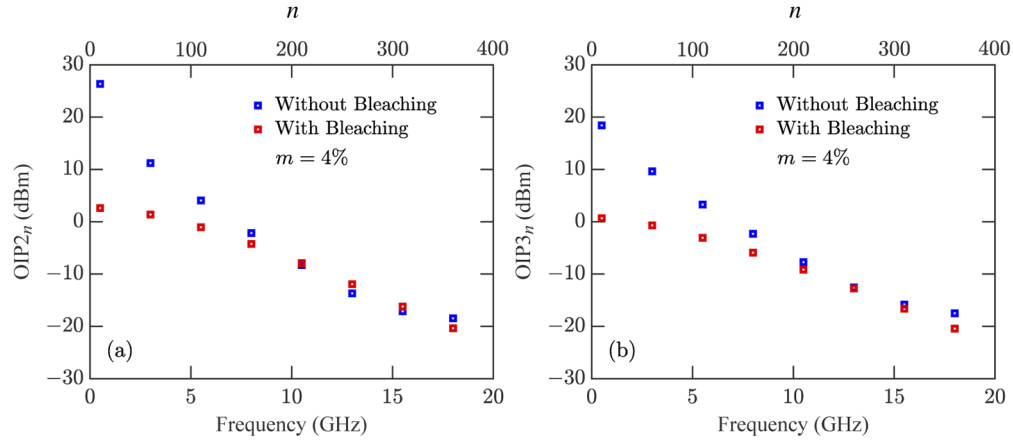 n
0 100 200 300 400
30
20
10
0
−10
−20
−30
OIP2n (dBm)
Without Bleaching
With Bleaching
m = 4%
(a)
0 5 10 15 20
Frequency (GHz)
n
0 100 200 300 400
30
20
10
0
−10
−20
−30
OIP3n (dBm)
Without Bleaching
With Bleaching
m = 4%
(b)
0 5 10 15 20
Frequency (GHz)